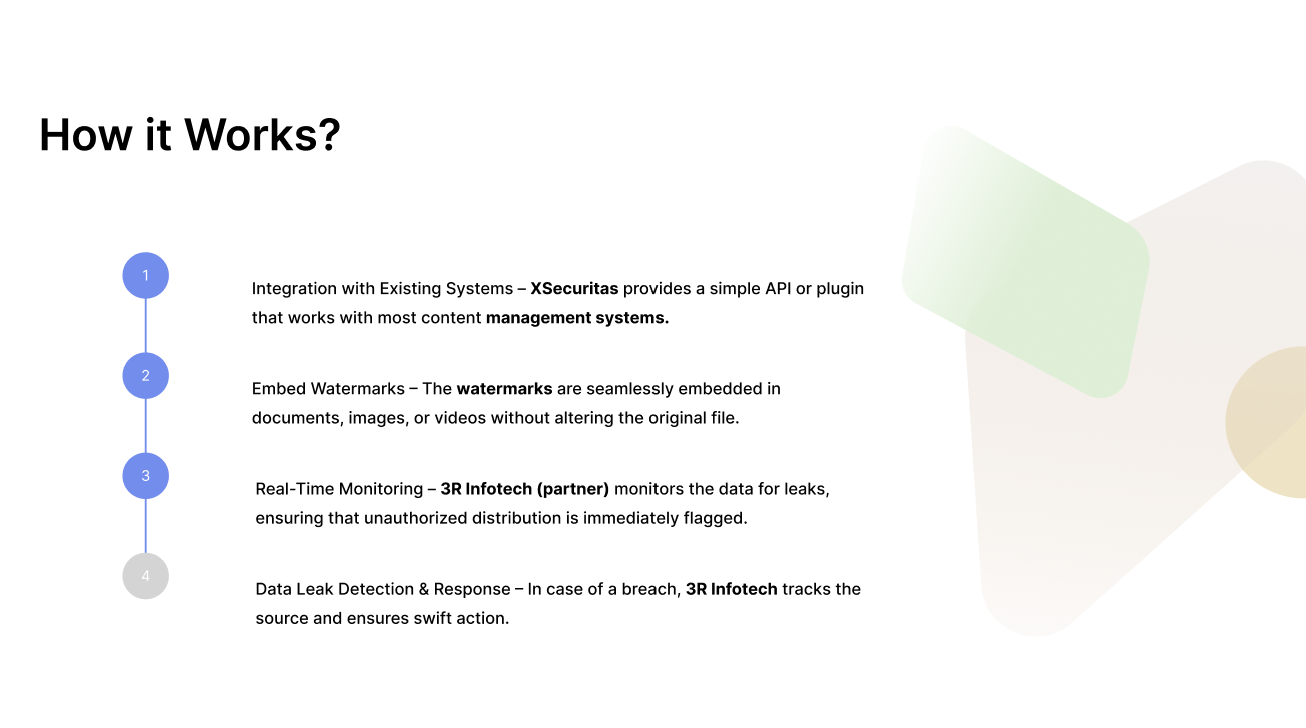 How it Works?
1
Integration with Existing Systems – XSecuritas provides a simple API or plugin
that works with most content management systems.
2
Embed Watermarks – The watermarks are seamlessly embedded in
documents, images, or videos without altering the original file.
3
Real-Time Monitoring – 3R Infotech (partner) monitors the data for leaks,
ensuring that unauthorized distribution is immediately flagged.
4
Data Leak Detection & Response – In case of a breach, 3R Infotech tracks the
source and ensures swift action.